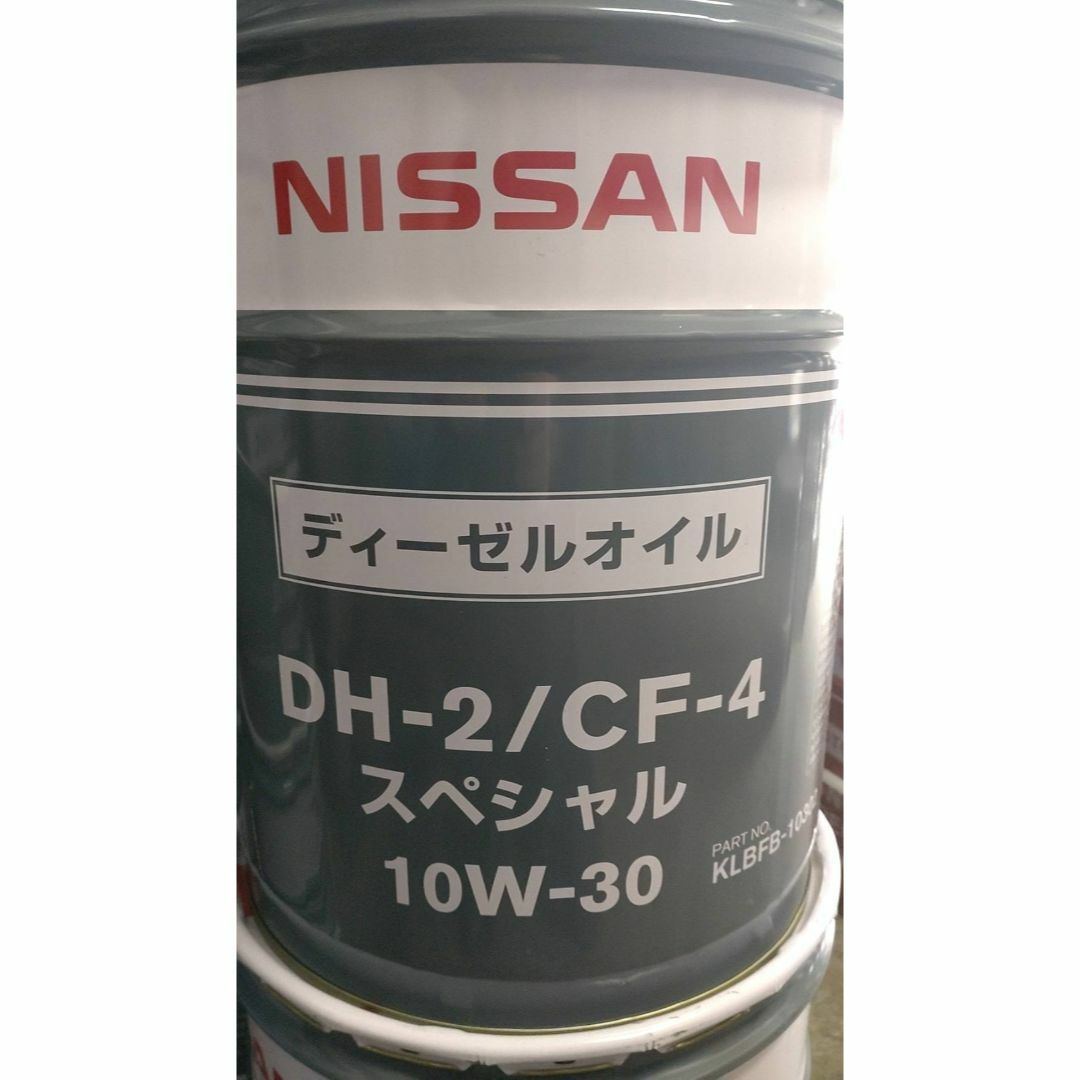 NISSAN
ディーゼルオイル
DH-2/CF-4
スペシャル
10W-30
PART NO.